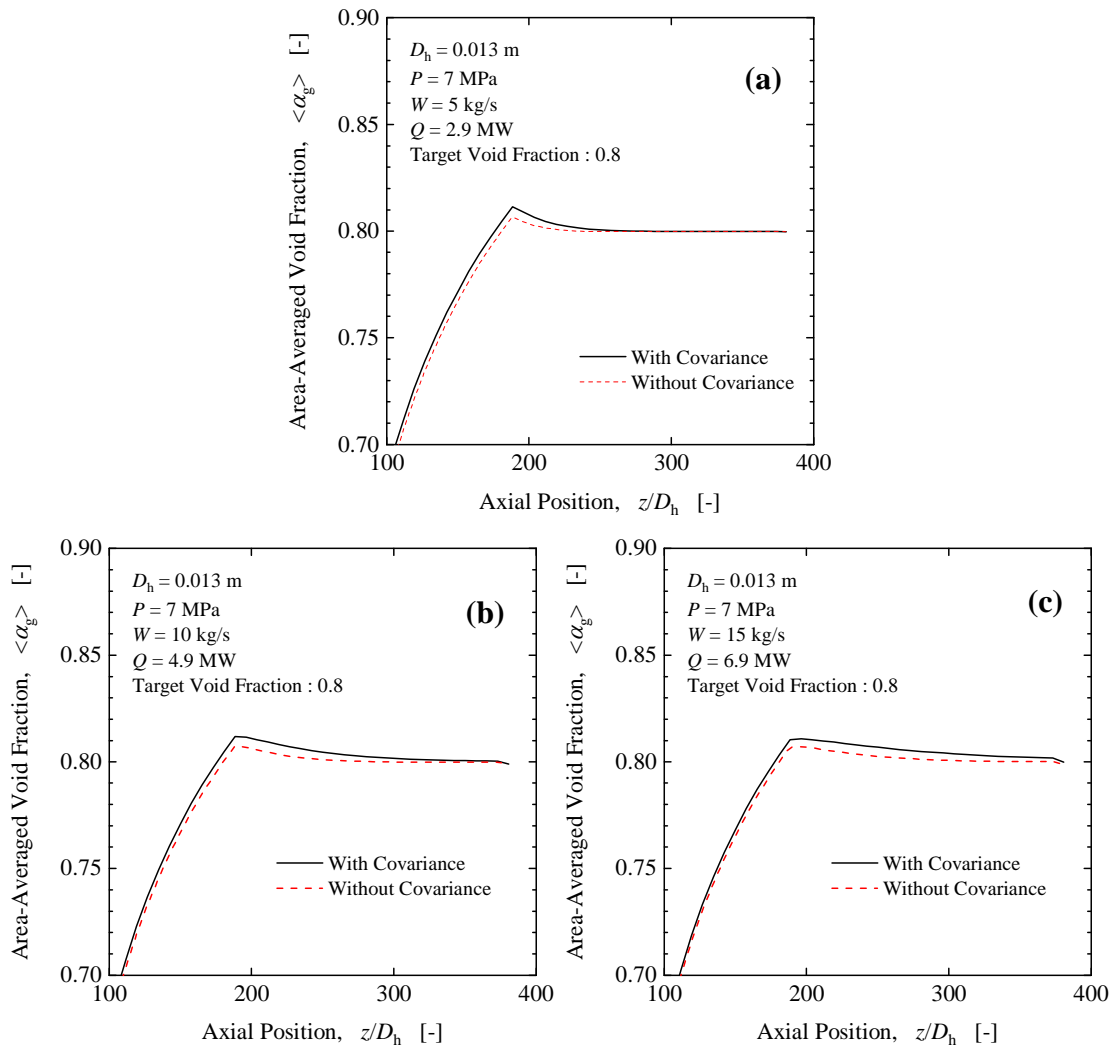 0.90
0.85
0.80
0.75
0.70
Area-Averaged Void Fraction, <αg> [-]
Dh = 0.013 m
P = 7 MPa
W = 5 kg/s
Q = 2.9 MW
Target Void Fraction : 0.8
(a)
With Covariance
Without Covariance
100 200 300 400
Axial Position, z/Dh [-]
0.90
0.85
0.80
0.75
0.70
Area-Averaged Void Fraction, <αg> [-]
Dh = 0.013 m
P = 7 MPa
W = 10 kg/s
Q = 4.9 MW
Target Void Fraction : 0.8
(b)
With Covariance
Without Covariance
100 200 300 400
Axial Position, z/Dh [-]
0.90
0.85
0.80
0.75
0.70
Area-Averaged Void Fraction, <αg> [-]
Dh = 0.013 m
P = 7 MPa
W = 15 kg/s
Q = 6.9 MW
Target Void Fraction : 0.8
(c)
With Covariance
Without Covariance
100 200 300 400
Axial Position, z/Dh [-]